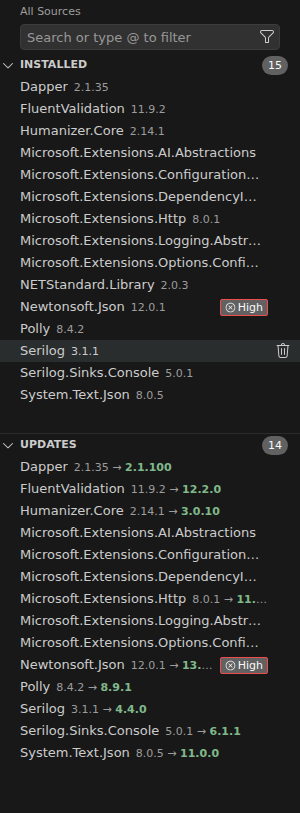 All Sources
Search or type @ to filter
INSTALLED 15
Dapper 2.1.35
FluentValidation 11.9.2
Humanizer.Core 2.14.1
Microsoft.Extensions.AI.Abstractions
Microsoft.Extensions.Configuration...
Microsoft.Extensions.DependencyI...
Microsoft.Extensions.Http 8.0.1
Microsoft.Extensions.Logging.Abstr...
Microsoft.Extensions.Options.Confi...
NETStandard.Library 2.0.3
Newtonsoft.Json 12.0.1 High
Polly 8.4.2
Serilog 3.1.1
Serilog.Sinks.Console 5.0.1
System.Text.Json 8.0.5
UPDATES 14
Dapper 2.1.35 → 2.1.100
FluentValidation 11.9.2 → 12.2.0
Humanizer.Core 2.14.1 → 3.0.10
Microsoft.Extensions.AI.Abstractions
Microsoft.Extensions.Configuration...
Microsoft.Extensions.DependencyI...
Microsoft.Extensions.Http 8.0.1 → 11....
Microsoft.Extensions.Logging.Abstr...
Microsoft.Extensions.Options.Confi...
Newtonsoft.Json 12.0.1 → 13.... High
Polly 8.4.2 → 8.9.1
Serilog 3.1.1 → 4.4.0
Serilog.Sinks.Console 5.0.1 → 6.1.1
System.Text.Json 8.0.5 → 11.0.0